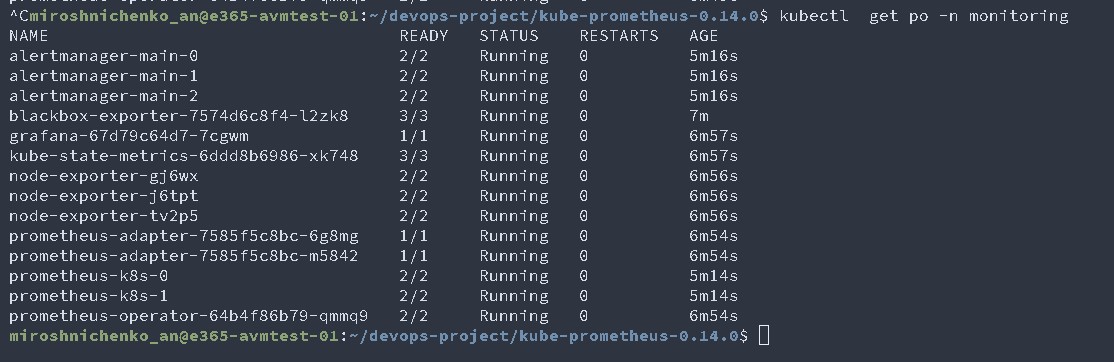 ^Cmiroshnichenko_an@e365-avmtest-01:~/devops-project/kube-prometheus-0.14.0$ kubectl  get po -n monitoring
NAME                                   READY   STATUS    RESTARTS   AGE
alertmanager-main-0                    2/2     Running   0          5m16s
alertmanager-main-1                    2/2     Running   0          5m16s
alertmanager-main-2                    2/2     Running   0          5m16s
blackbox-exporter-7574d6c8f4-l2zk8     3/3     Running   0          7m
grafana-67d79c64d7-7cgwm               1/1     Running   0          6m57s
kube-state-metrics-6ddd8b6986-xk748    3/3     Running   0          6m57s
node-exporter-gj6wx                    2/2     Running   0          6m56s
node-exporter-j6tpt                    2/2     Running   0          6m56s
node-exporter-tv2p5                    2/2     Running   0          6m56s
prometheus-adapter-7585f5c8bc-6g8mg    1/1     Running   0          6m54s
prometheus-adapter-7585f5c8bc-m5842    1/1     Running   0          6m54s
prometheus-k8s-0                       2/2     Running   0          5m14s
prometheus-k8s-1                       2/2     Running   0          5m14s
prometheus-operator-64b4f86b79-qmmq9   2/2     Running   0          6m54s
miroshnichenko_an@e365-avmtest-01:~/devops-project/kube-prometheus-0.14.0$